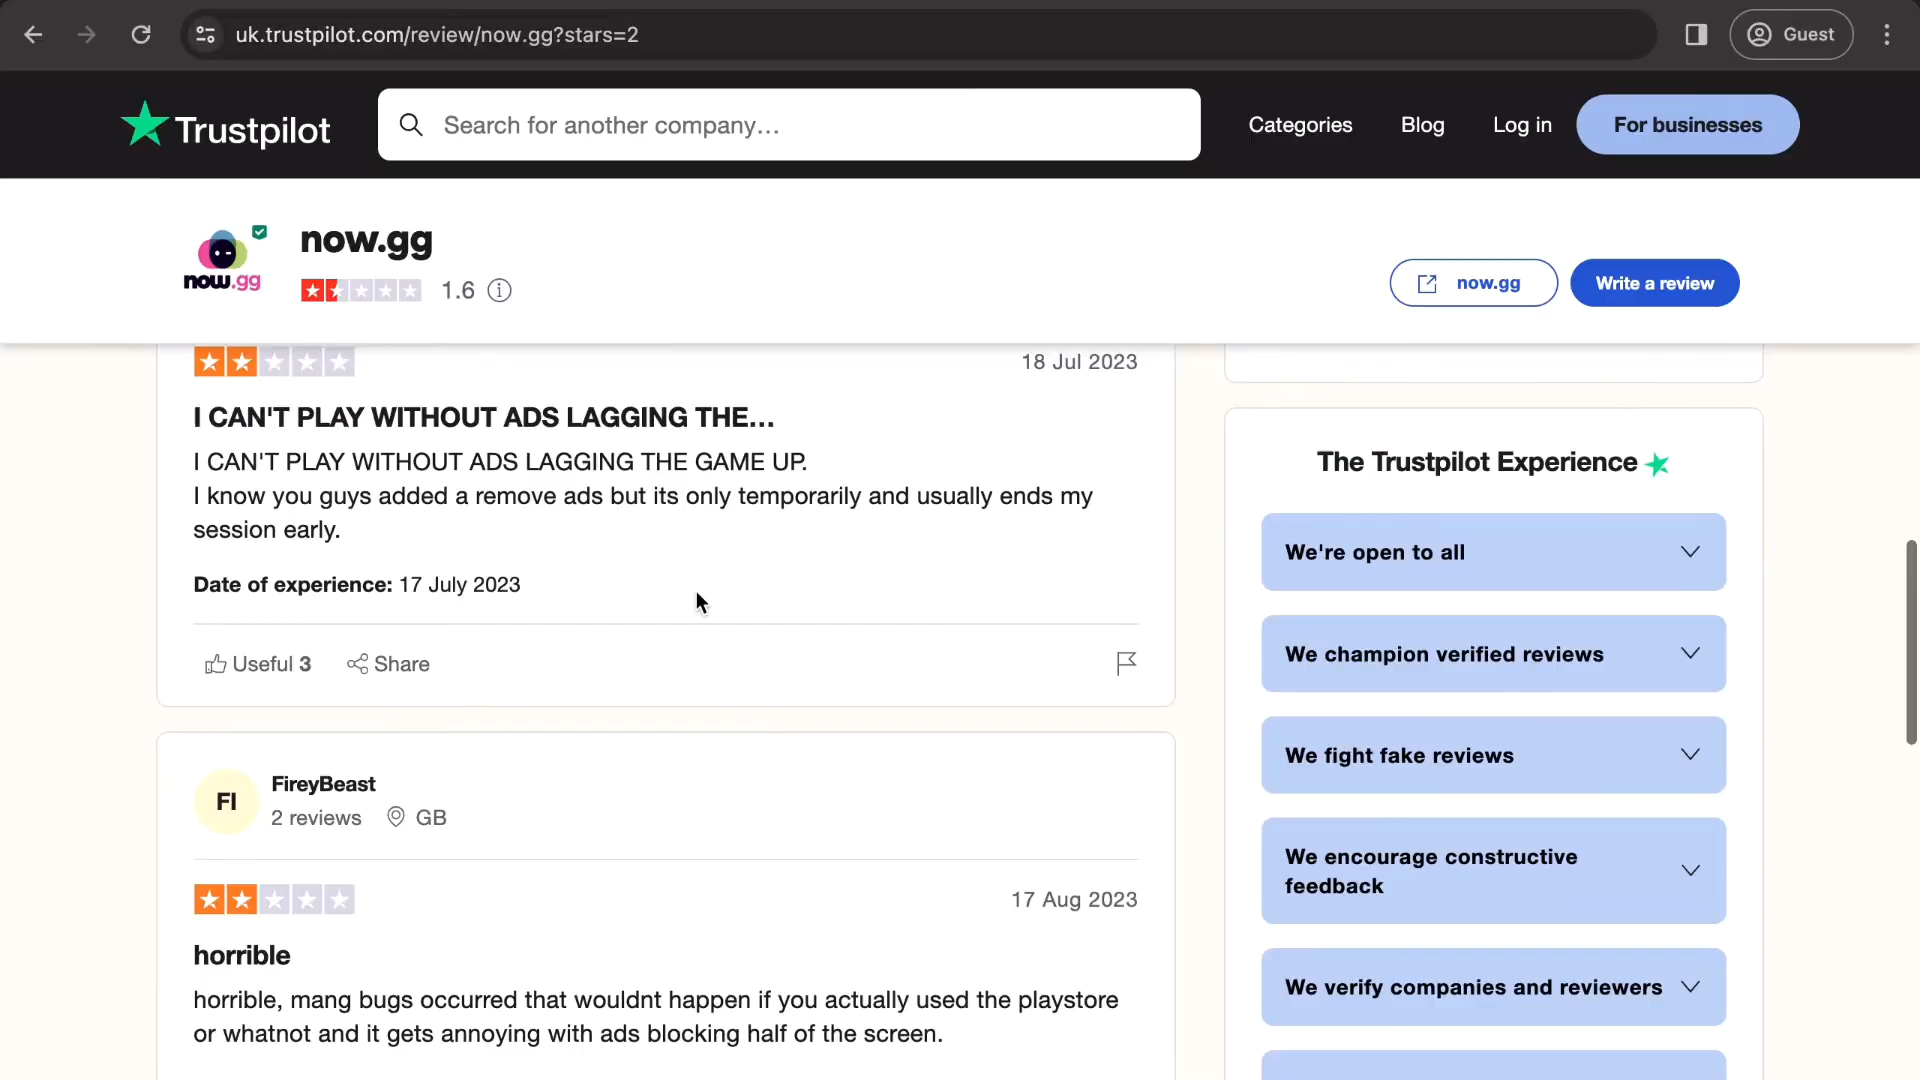 uk.trustpilot.com/review/now.gg?stars=2
Guest
Trustpilot
Search for another company…
Categories
Blog
Log in
For businesses
now.gg
now.gg
1.6
now.gg
Write a review
18 Jul 2023
I CAN'T PLAY WITHOUT ADS LAGGING THE…
I CAN'T PLAY WITHOUT ADS LAGGING THE GAME UP.
I know you guys added a remove ads but its only temporarily and usually ends my
session early.
Date of experience: 17 July 2023
Useful 3
Share
FI
FireyBeast
2 reviews
GB
17 Aug 2023
horrible
horrible, mang bugs occurred that wouldnt happen if you actually used the playstore
or whatnot and it gets annoying with ads blocking half of the screen.
The Trustpilot Experience
We're open to all
We champion verified reviews
We fight fake reviews
We encourage constructive
feedback
We verify companies and reviewers